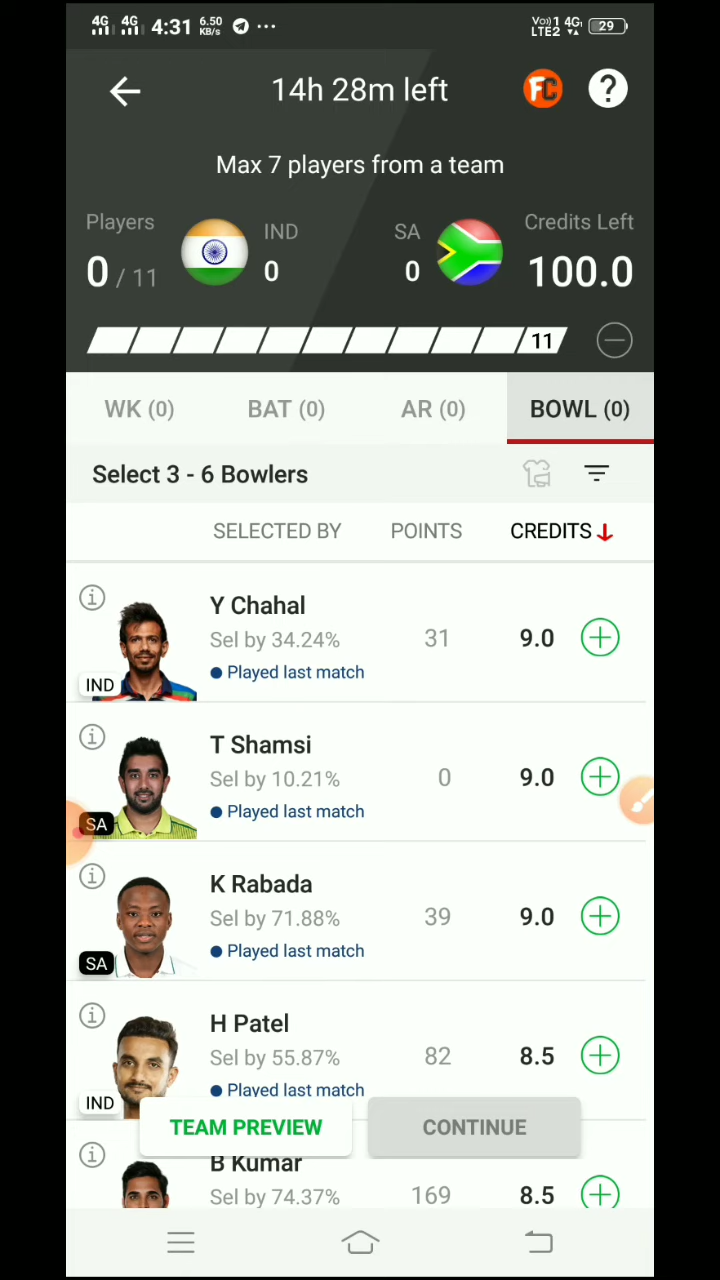 4G 4G 4:31 6.50 KB/s ... Vo) 1 4G LTE2 29
14h 28m left FC ?
Max 7 players from a team
Players IND SA Credits Left
0 / 11 0 0 100.0
11
WK (0) BAT (0) AR (0) BOWL (0)
Select 3 - 6 Bowlers
SELECTED BY POINTS CREDITS
Y Chahal
Sel by 34.24% 31 9.0
Played last match
IND
T Shamsi
Sel by 10.21% 0 9.0
Played last match
SA
K Rabada
Sel by 71.88% 39 9.0
Played last match
SA
H Patel
Sel by 55.87% 82 8.5
Played last match
IND
TEAM PREVIEW CONTINUE
B Kumar
Sel by 74.37% 169 8.5